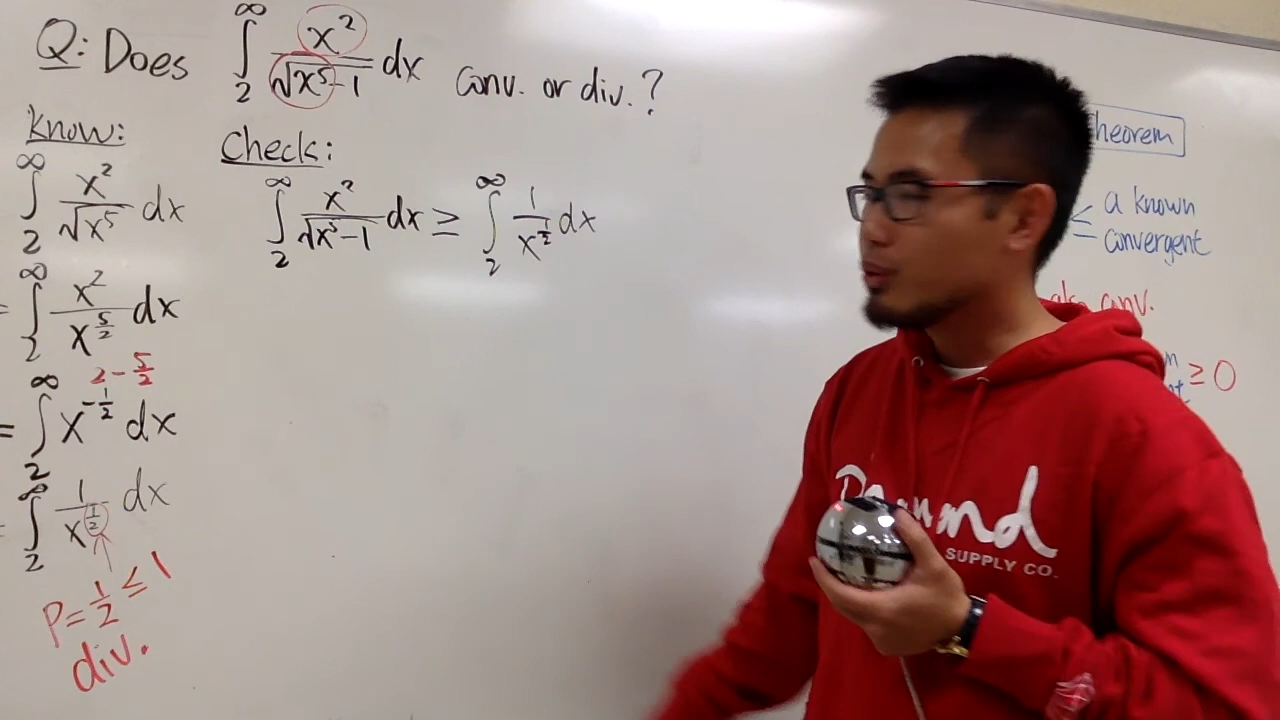 Q: Does ∫₂^∞ x²/√(x⁵-1) dx conv. or div.?
Know:
∫₂^∞ x²/√x⁵ dx
= ∫₂^∞ x²/x^(5/2) dx
2 - 5/2
= ∫₂^∞ x^(-1/2) dx
= ∫₂^∞ 1/x^(1/2) dx
P = 1/2 ≤ 1
div.
Check:
∫₂^∞ x²/√(x⁵-1) dx ≥ ∫₂^∞ 1/x^(1/2) dx
heorem
≤ a known
convergent
also conv.
≥ 0
Diamond
SUPPLY CO.